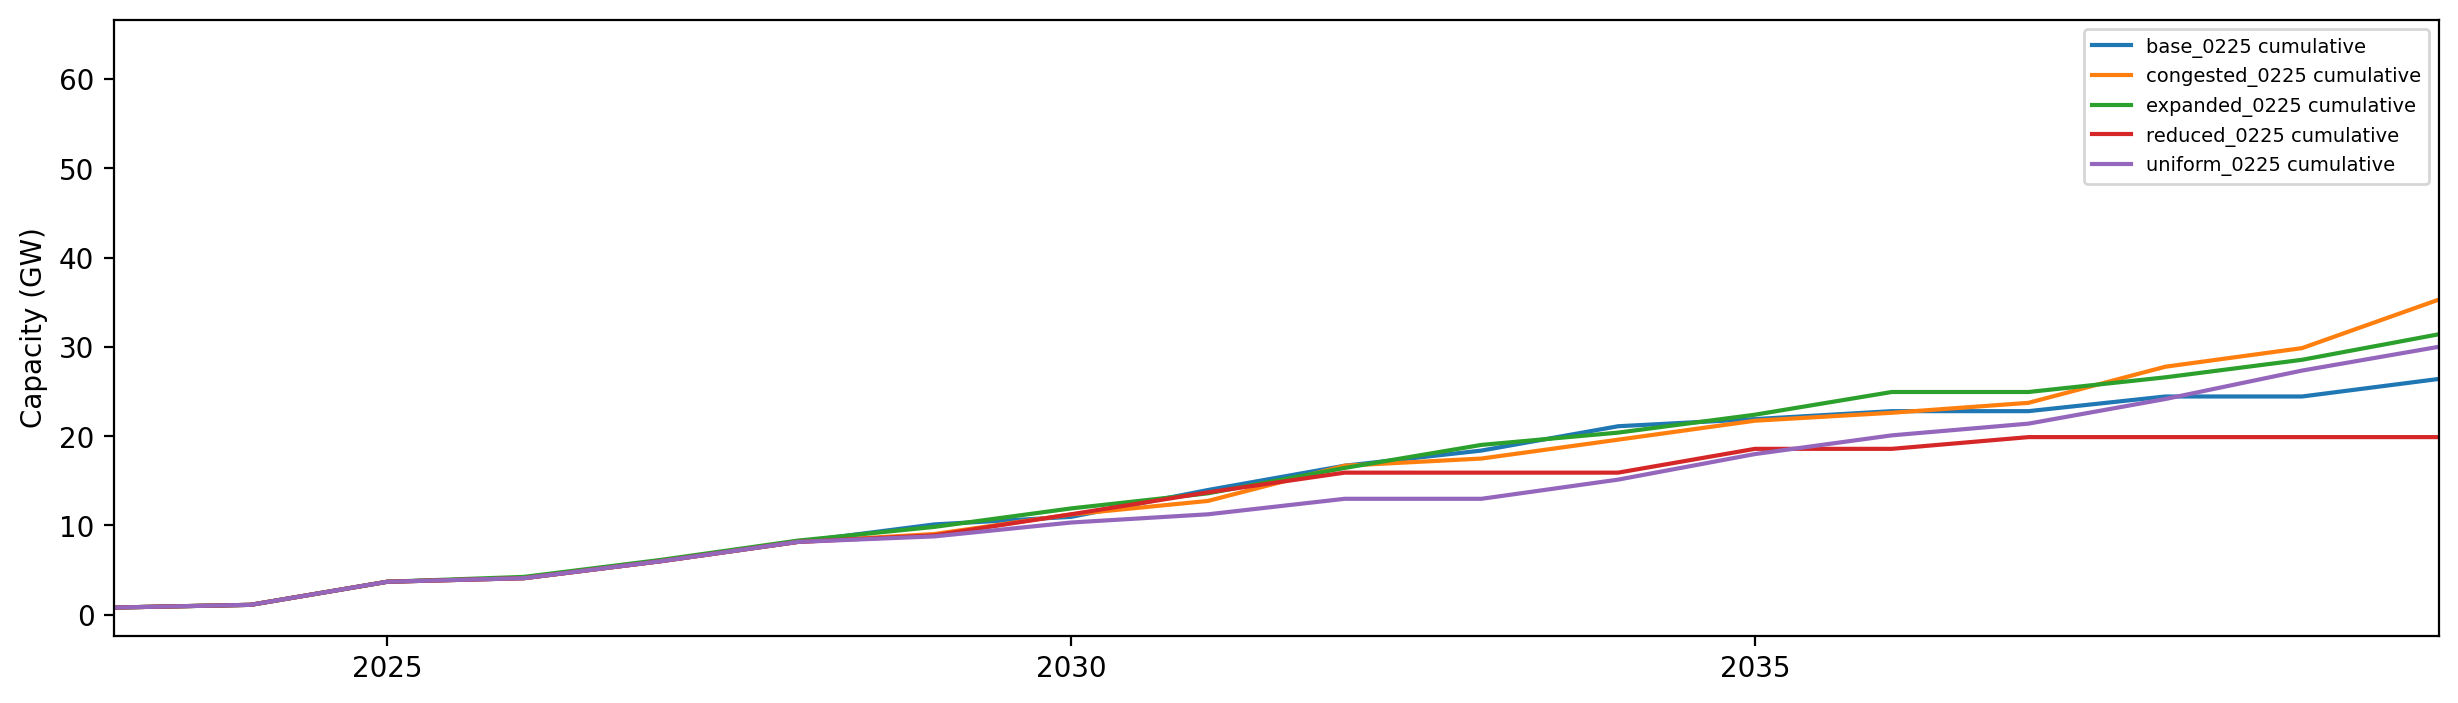 60
50
40
30
20
10
0
Capacity (GW)
2025
2030
2035
base_0225 cumulative
congested_0225 cumulative
expanded_0225 cumulative
reduced_0225 cumulative
uniform_0225 cumulative